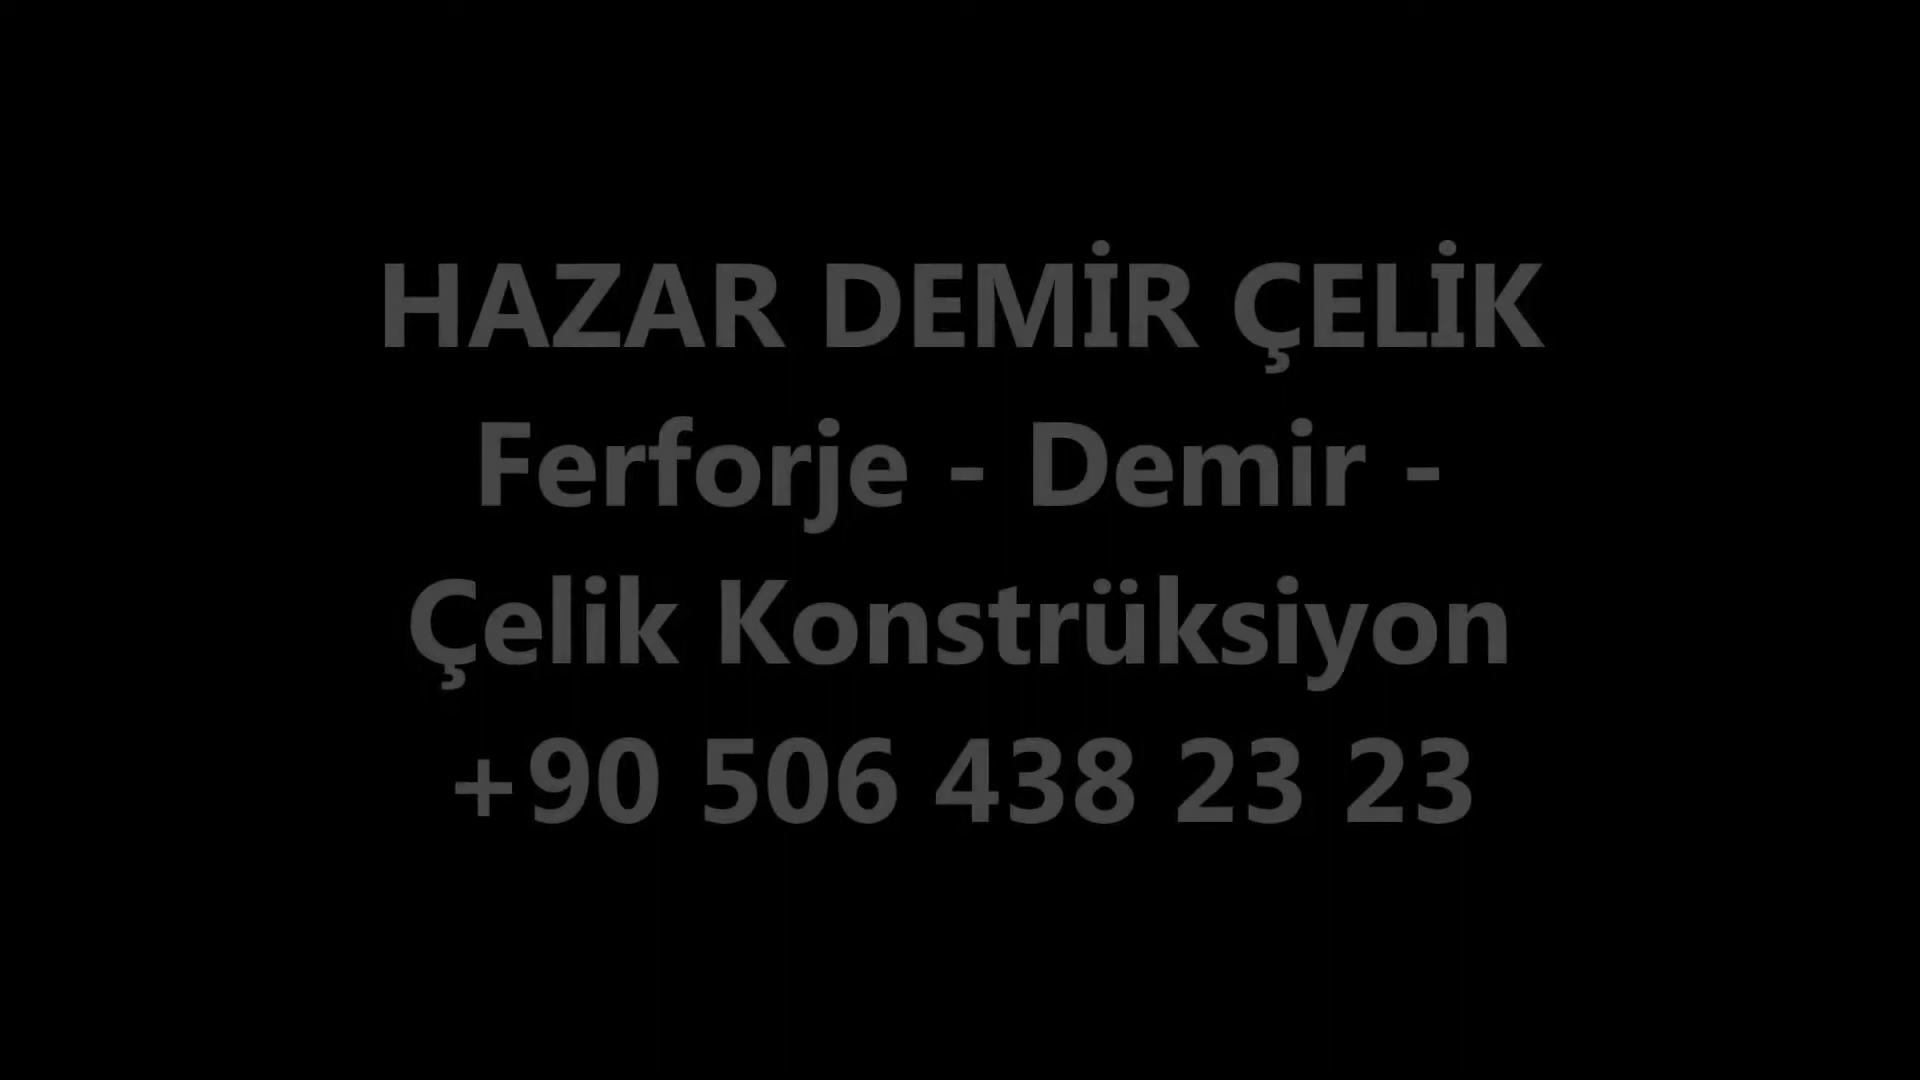 HAZAR DEMİR ÇELİK
Ferforje - Demir -
Çelik Konstrüksiyon
+90 506 438 23 23